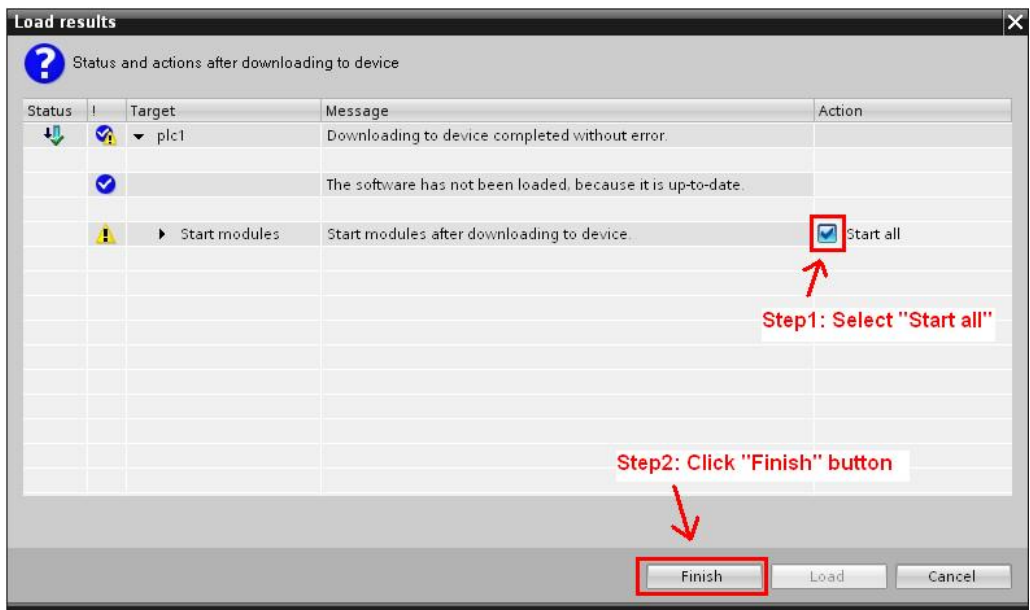 Load results
Status and actions after downloading to device
Status ! Target Message Action
plc1 Downloading to device completed without error.
The software has not been loaded, because it is up-to-date.
Start modules Start modules after downloading to device. Start all
Step1: Select "Start all"
Step2: Click "Finish" button
Finish Load Cancel